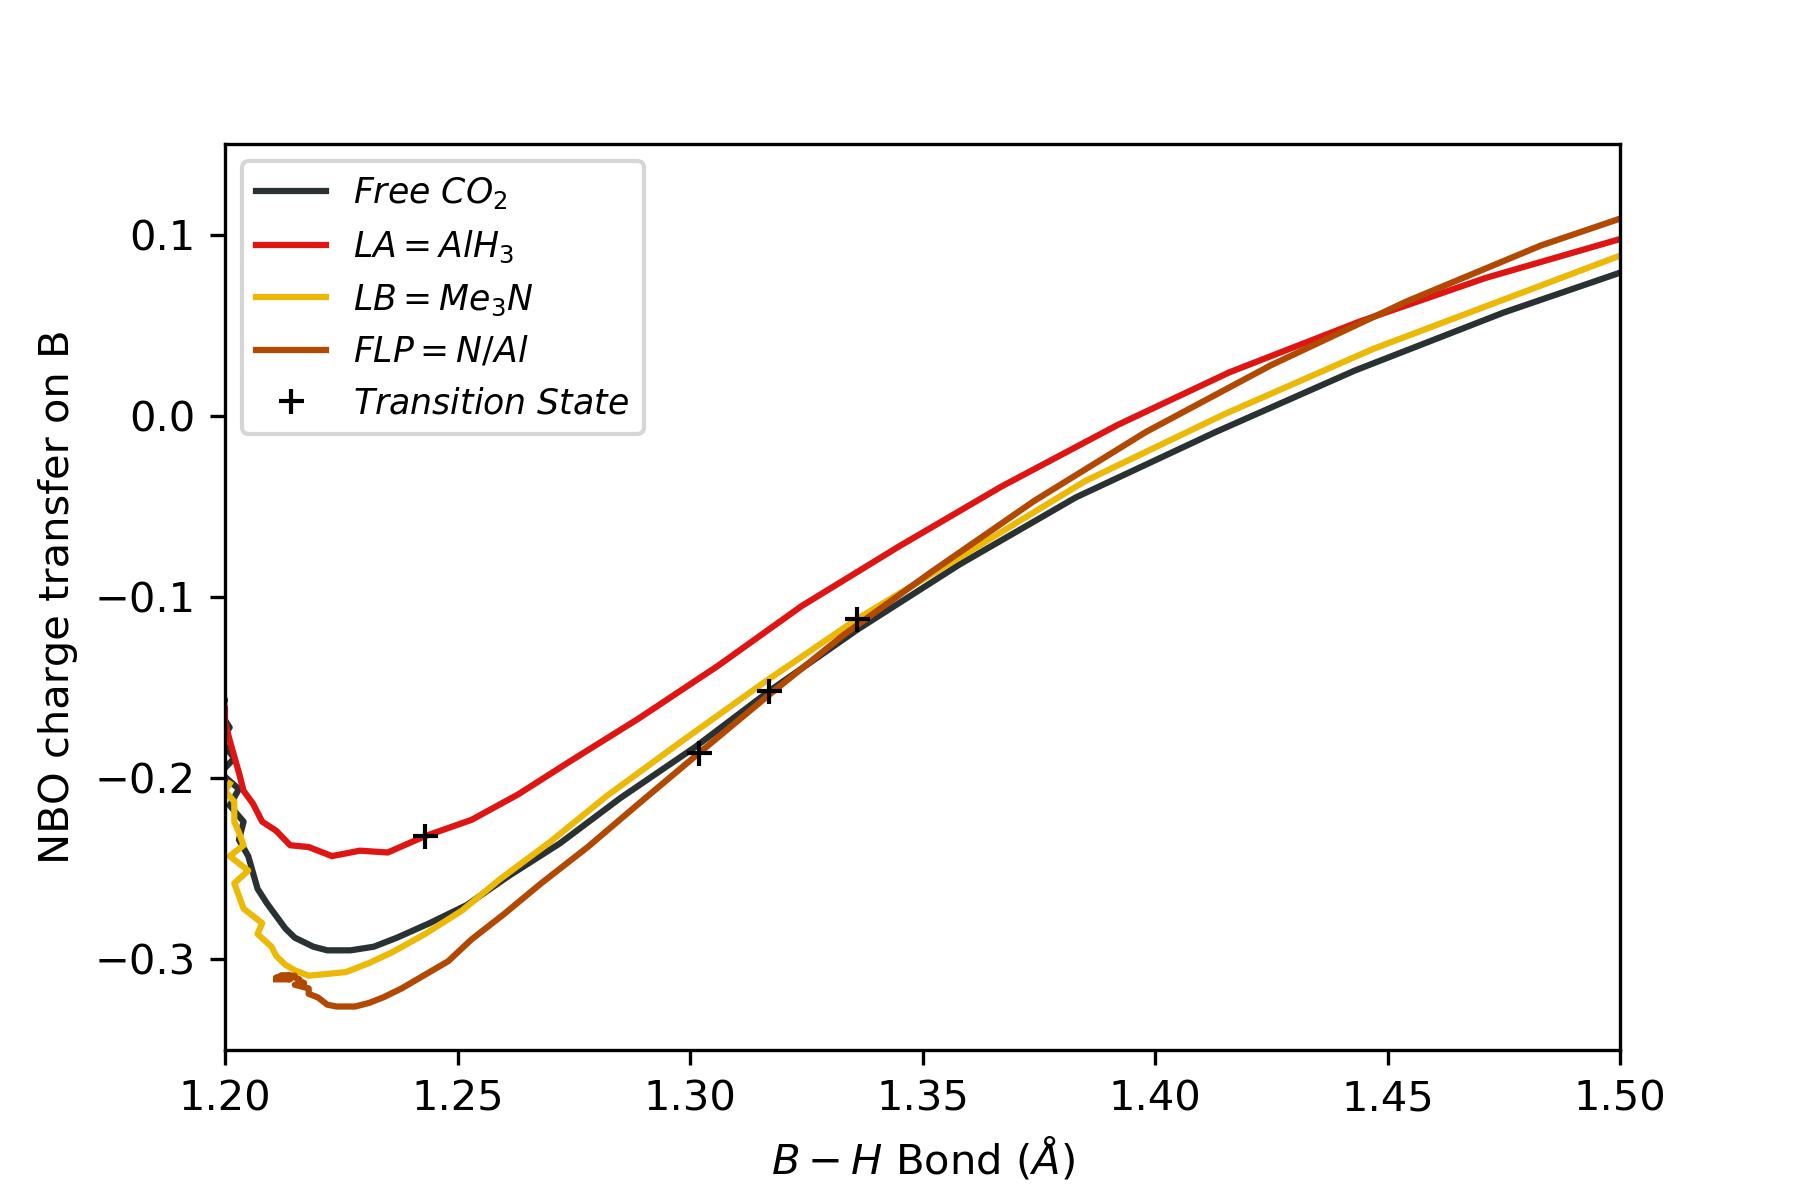 Free CO₂
LA = AlH₃
LB = Me₃N
FLP = N/Al
Transition State
NBO charge transfer on B
0.1
0.0
−0.1
−0.2
−0.3
1.20 1.25 1.30 1.35 1.40 1.45 1.50
B − H Bond (Å)